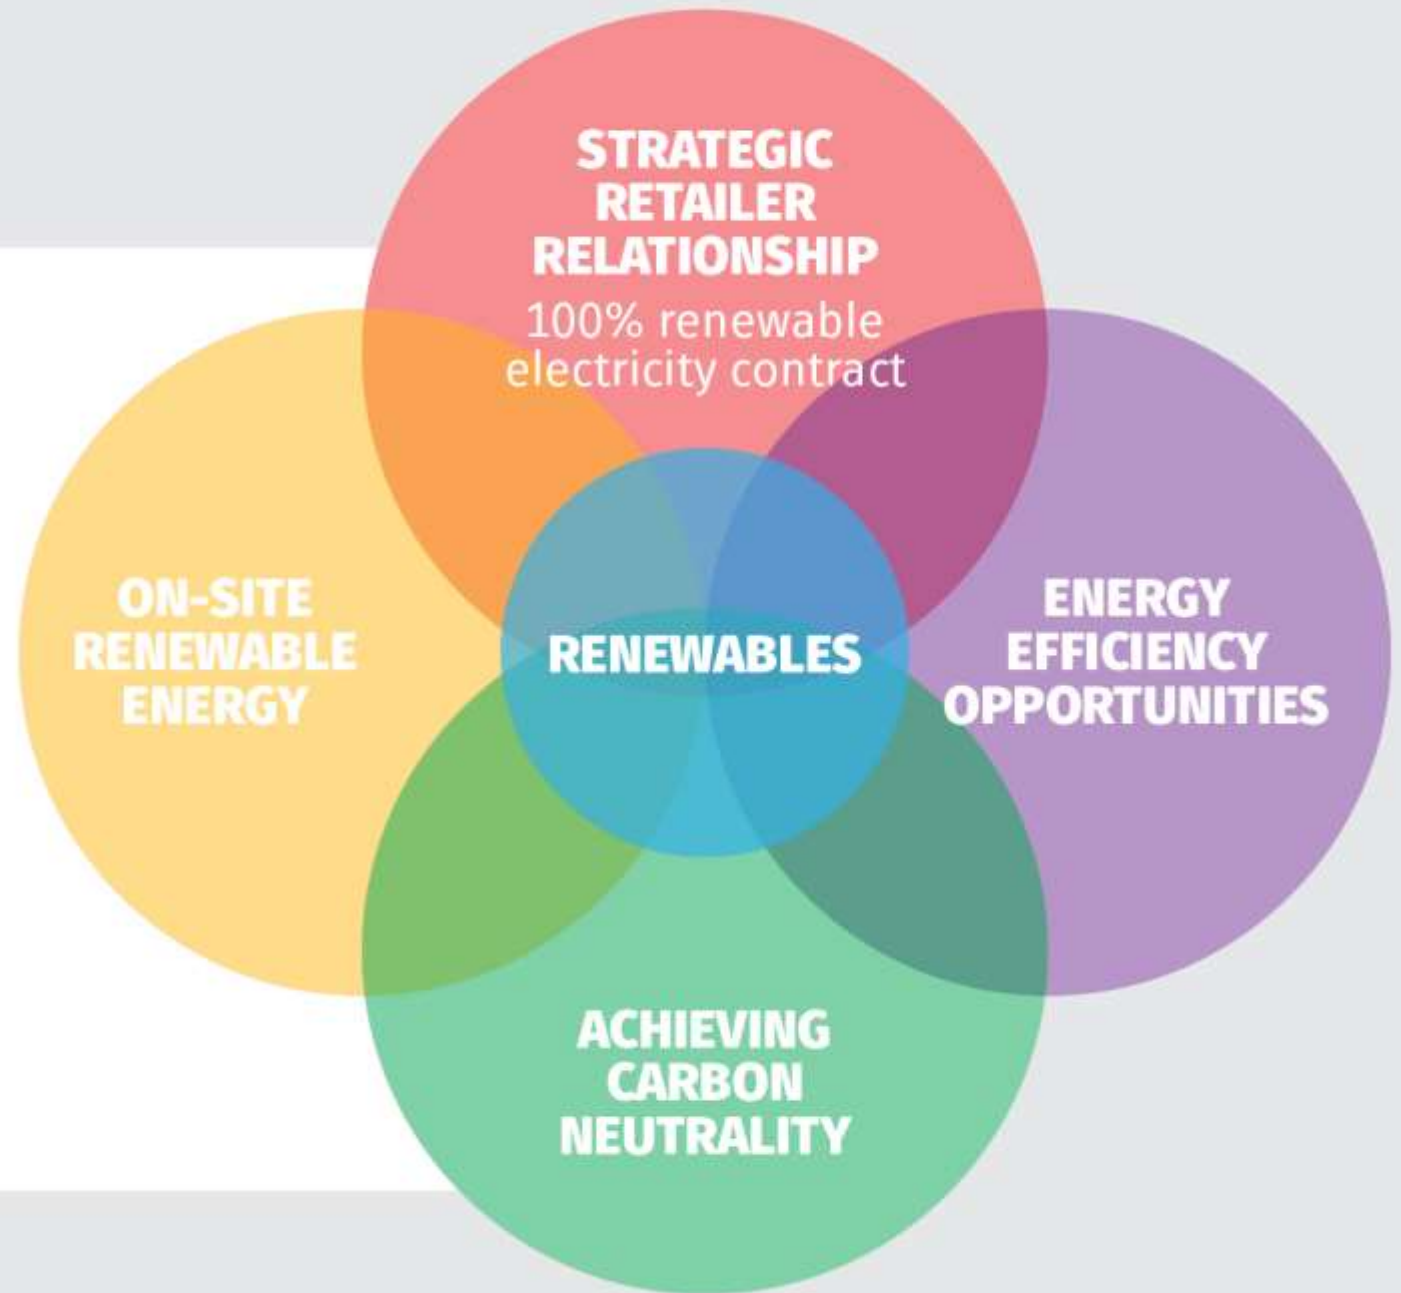 STRATEGIC
RETAILER
RELATIONSHIP
100% renewable
electricity contract
ON-SITE
RENEWABLE
ENERGY
RENEWABLES
ENERGY
EFFICIENCY
OPPORTUNITIES
ACHIEVING
CARBON
NEUTRALITY